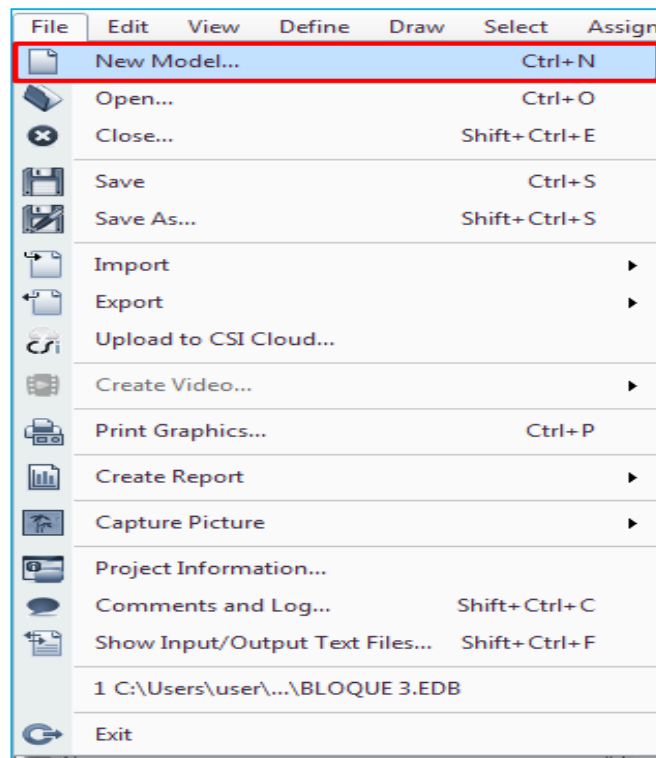 File Edit View Define Draw Select Assign
New Model... Ctrl+N
Open... Ctrl+O
Close... Shift+Ctrl+E
Save Ctrl+S
Save As... Shift+Ctrl+S
Import
Export
CSi Upload to CSI Cloud...
Create Video...
Print Graphics... Ctrl+P
Create Report
Capture Picture
Project Information...
Comments and Log... Shift+Ctrl+C
Show Input/Output Text Files... Shift+Ctrl+F
1 C:\Users\user\...\BLOQUE 3.EDB
Exit